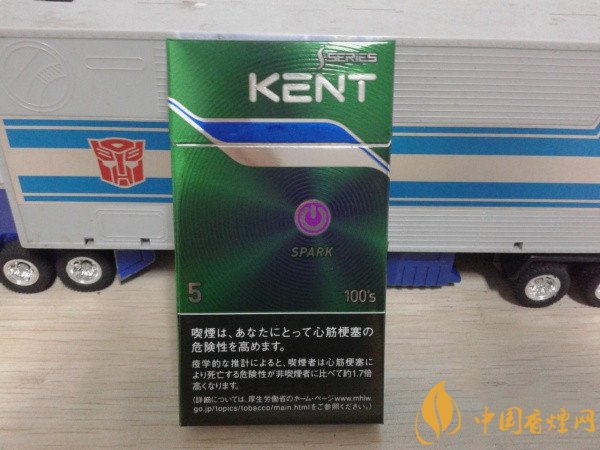 S-SERIES
KENT
SPARK
5
100's
喫煙は、あなたにとって心筋梗塞の
危険性を高めます。
疫学的な推計によると、喫煙者は心筋梗塞に
より死亡する危険性が非喫煙者に比べて約1.7倍
高くなります。
(詳細については、厚生労働省のホーム・ページwww.mhlw.
go.jp/topics/tobacco/main.htmlをご参照ください。)
中国香烟网